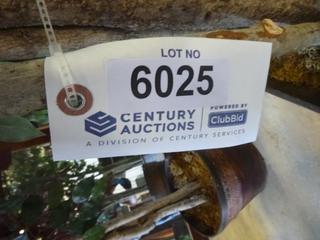 LOT NO
6025
CENTURY
AUCTIONS
POWERED BY
ClubBid
A DIVISION OF CENTURY SERVICES